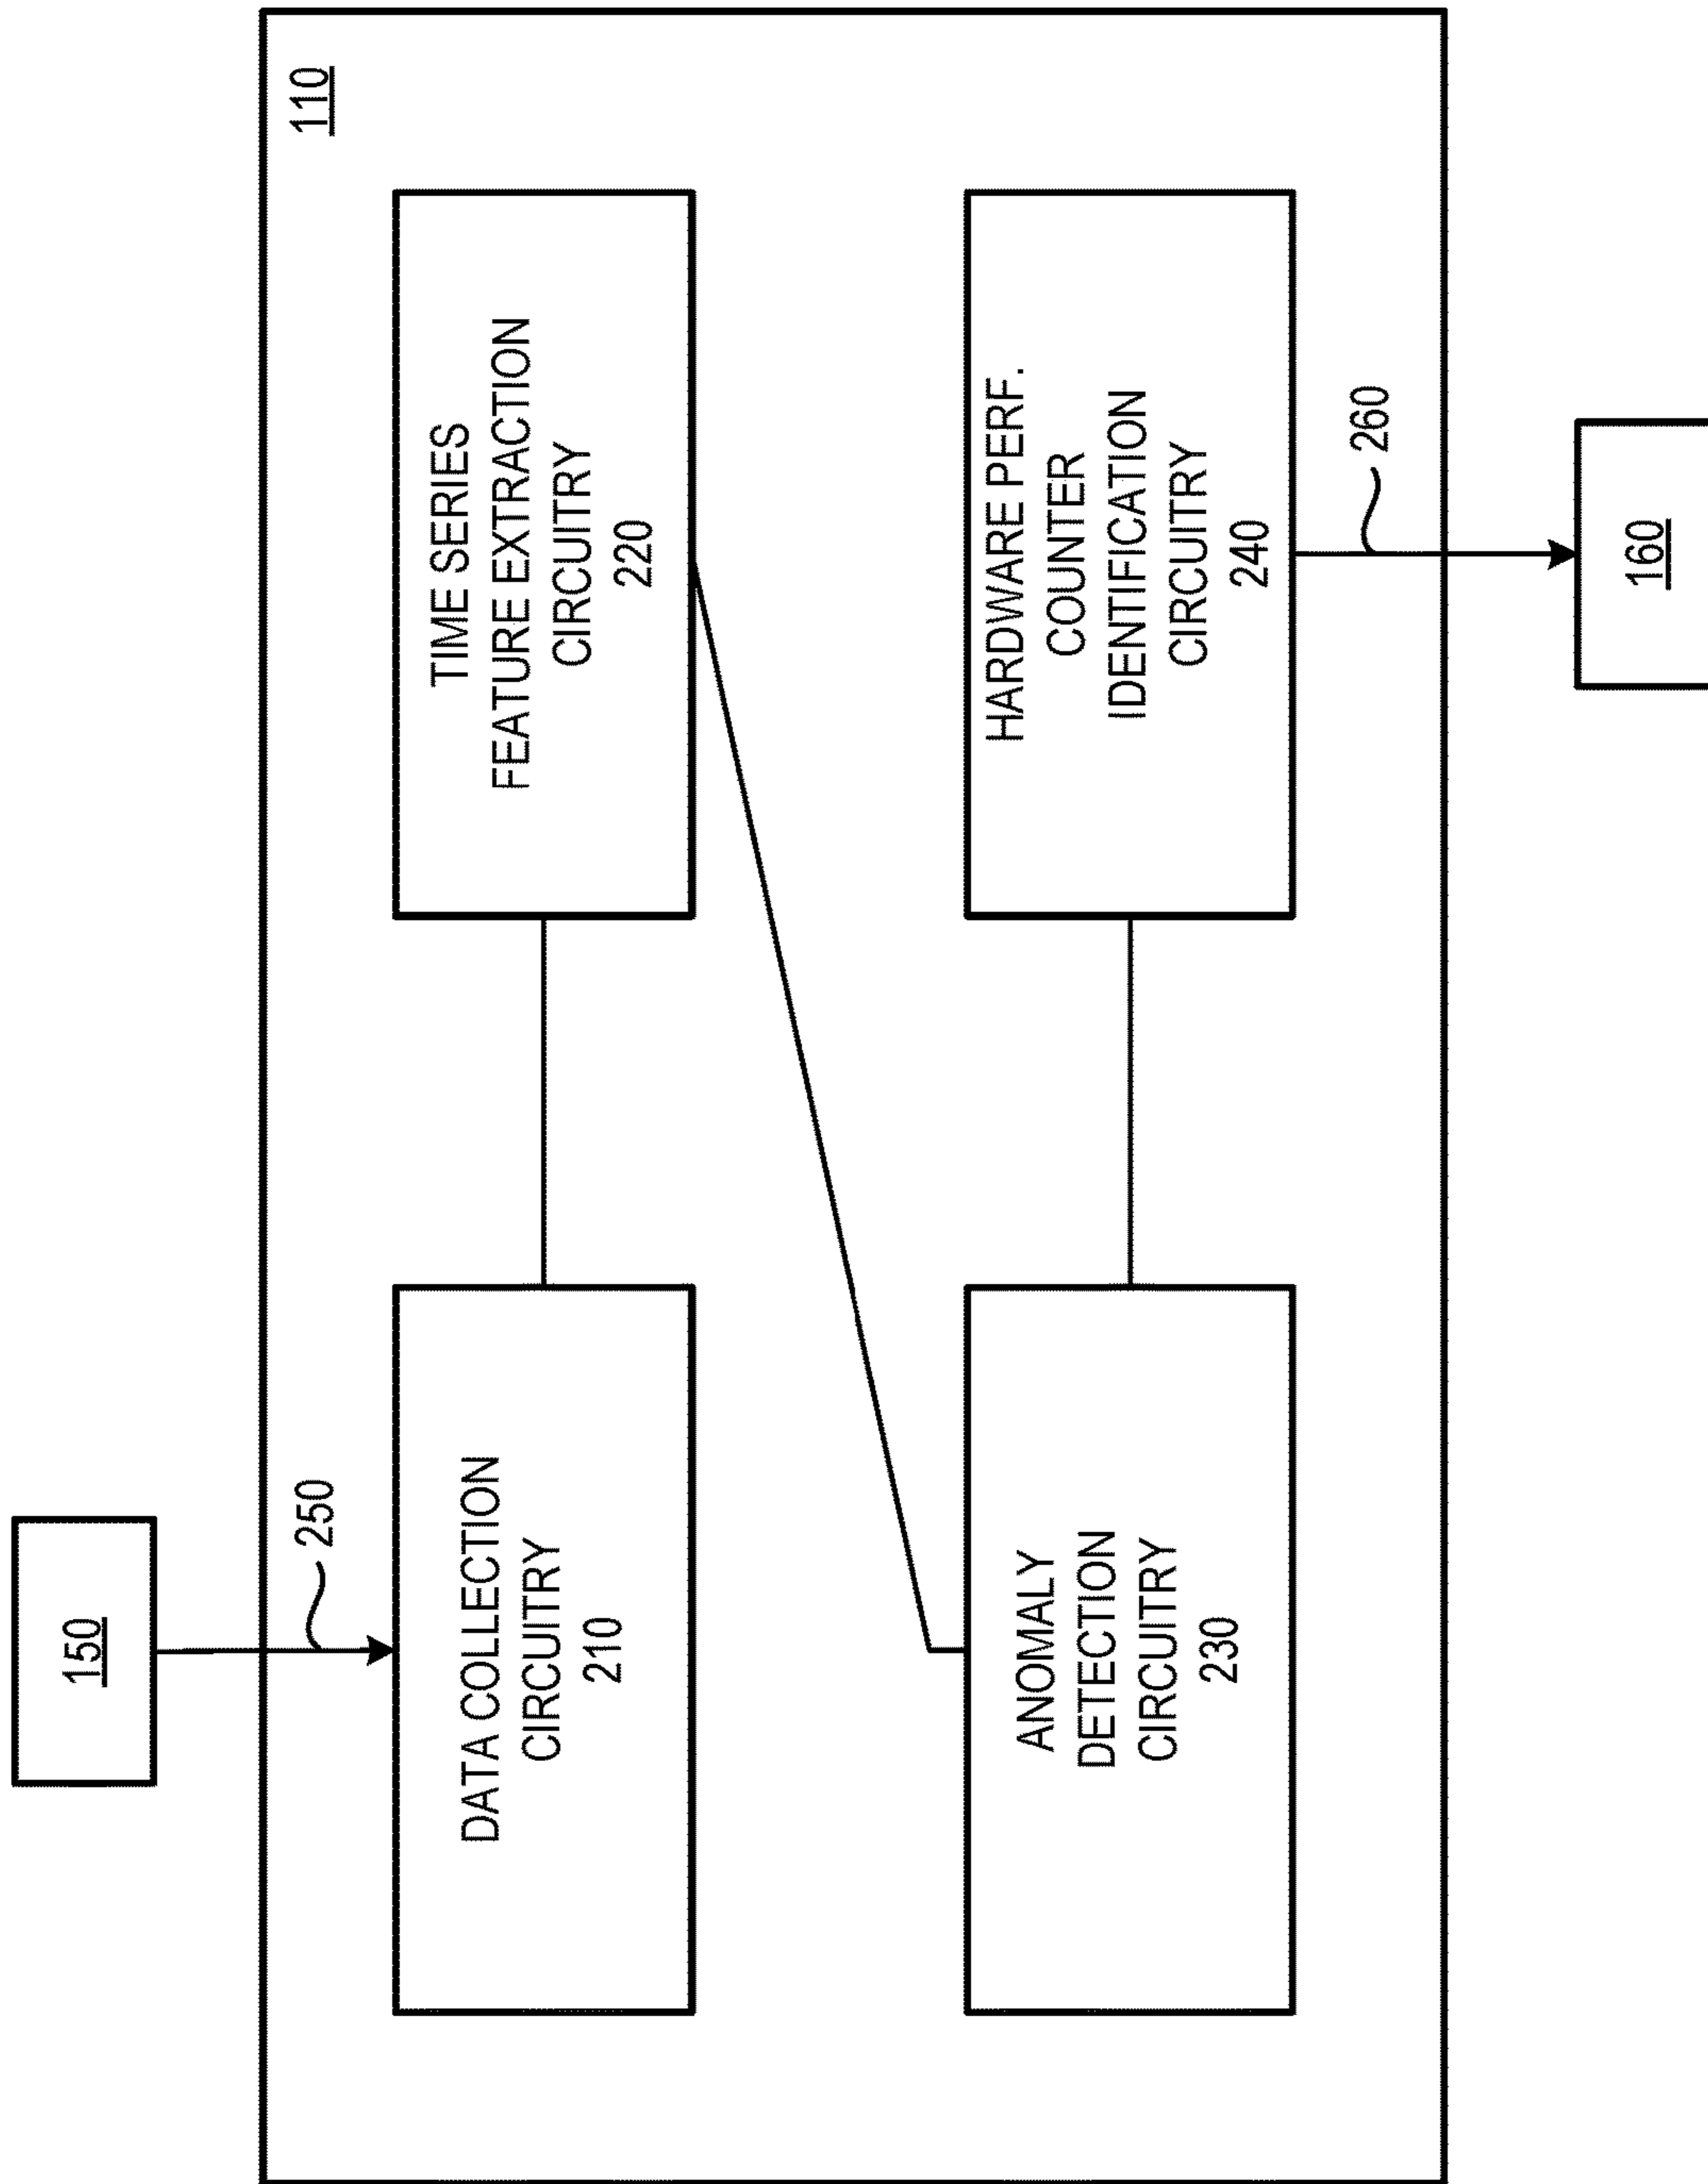 110
150
250
DATA COLLECTION
CIRCUITRY
210
TIME SERIES
FEATURE EXTRACTION
CIRCUITRY
220
ANOMALY
DETECTION
CIRCUITRY
230
HARDWARE PERF.
COUNTER
IDENTIFICATION
CIRCUITRY
240
260
160